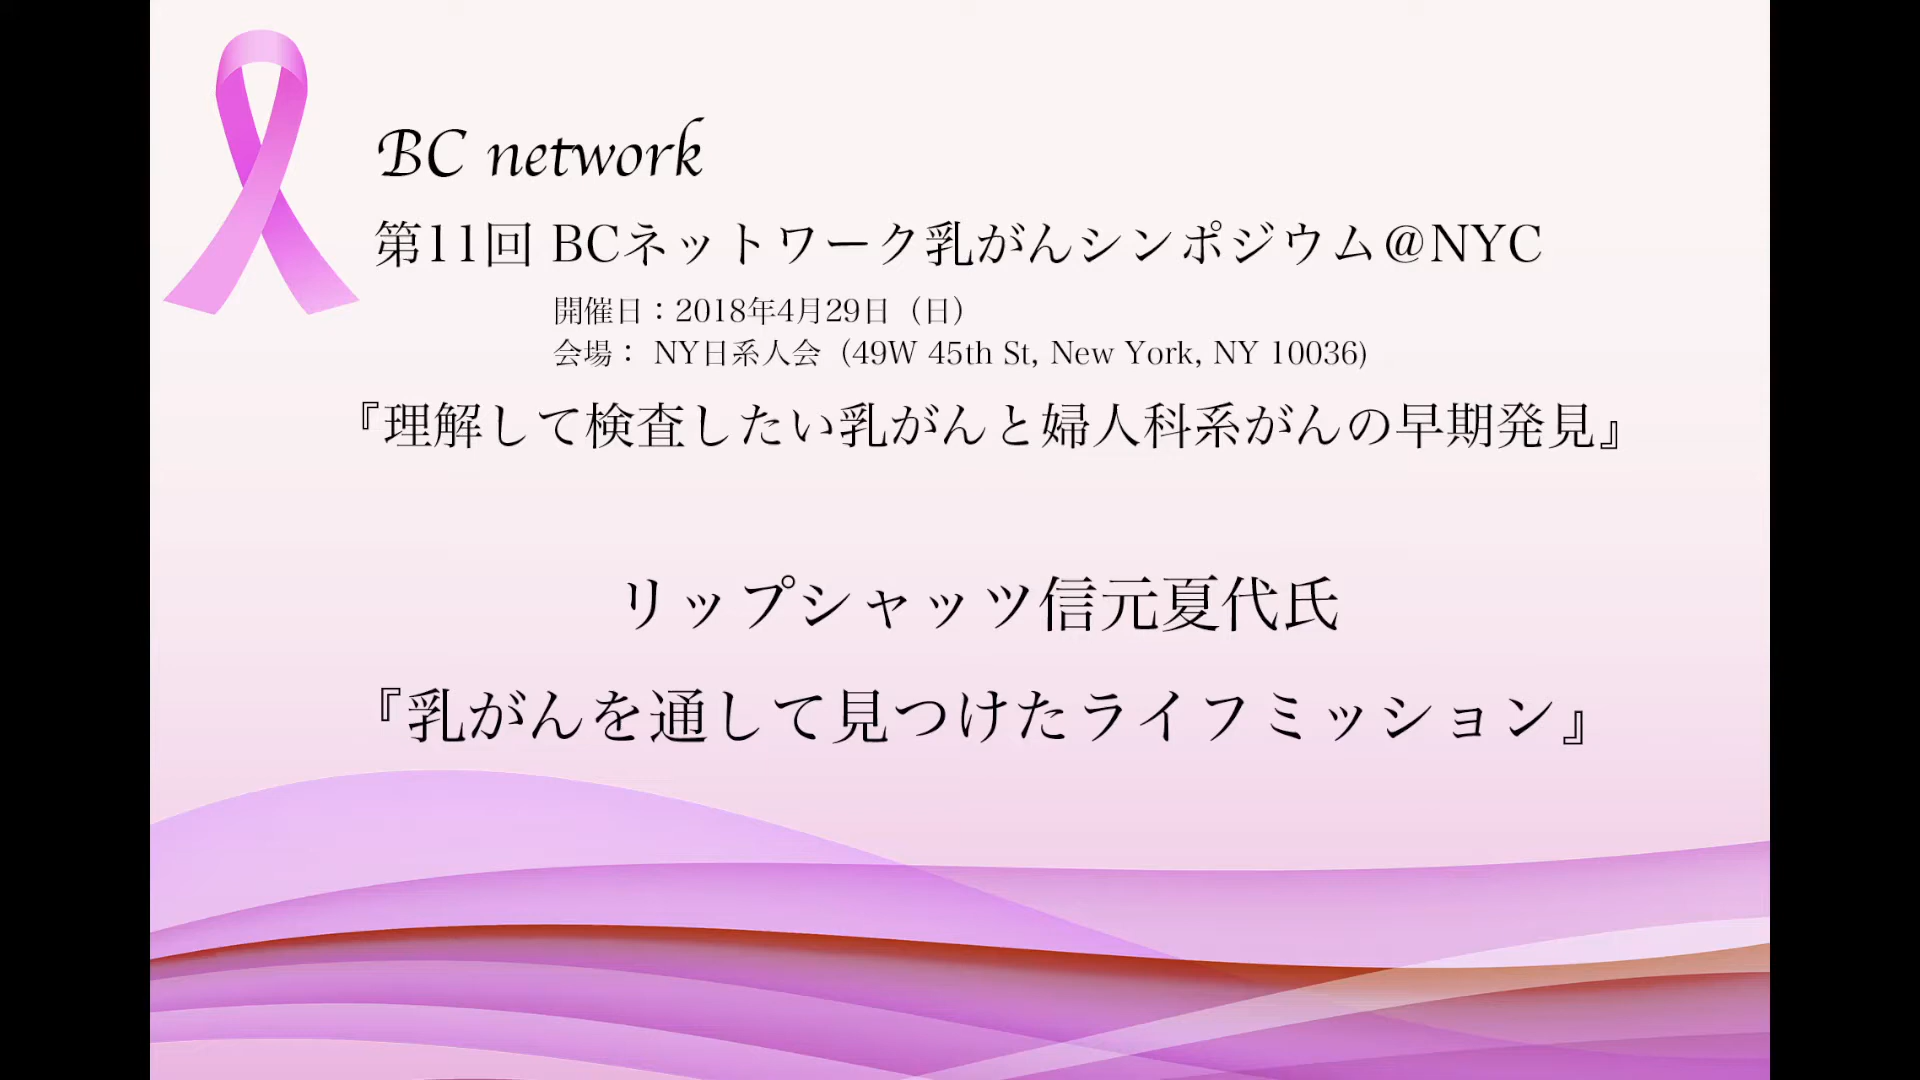 BC network
第11回 BCネットワーク乳がんシンポジウム@NYC
開催日：2018年4月29日（日）
会場： NY日系人会 (49W 45th St, New York, NY 10036)
『理解して検査したい乳がんと婦人科系がんの早期発見』
リップシャッツ信元夏代氏
『乳がんを通して見つけたライフミッション』